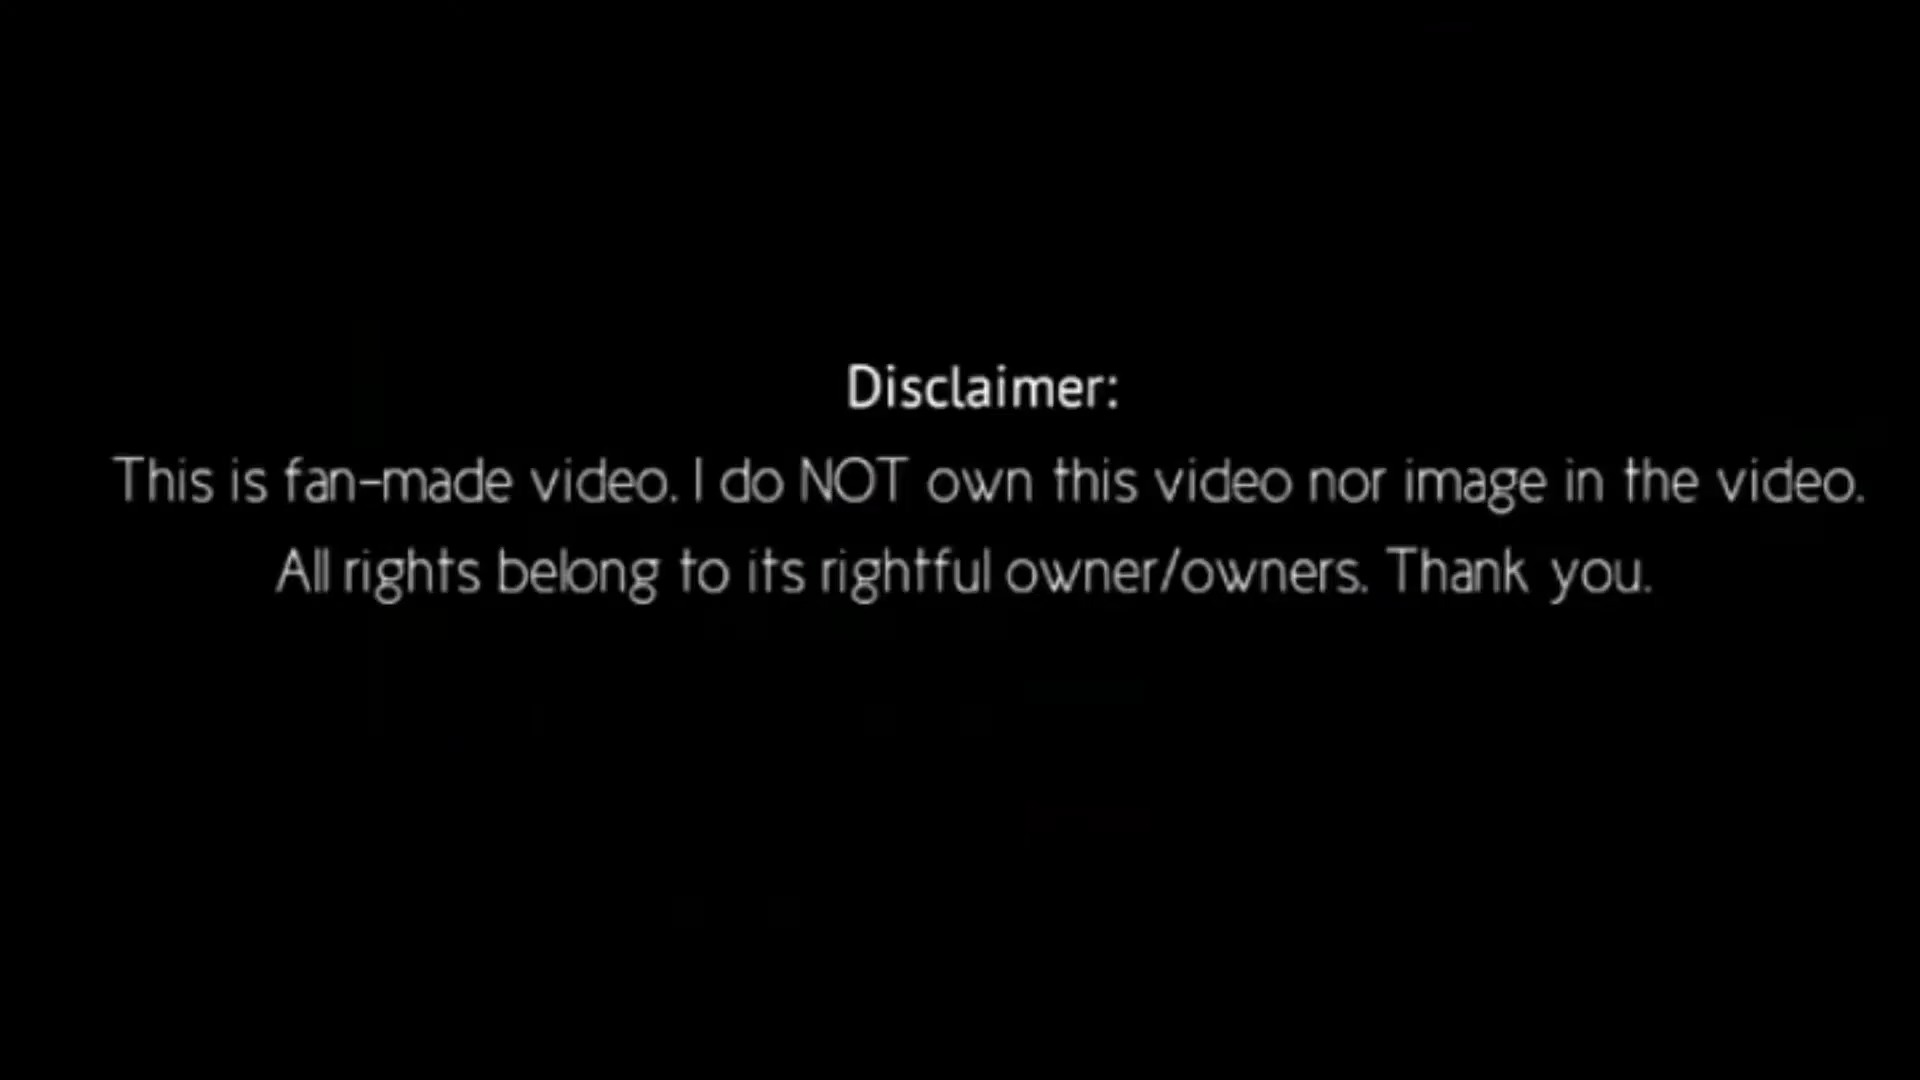 Disclaimer:
This is fan-made video. I do NOT own this video nor image in the video.
All rights belong to its rightful owner/owners. Thank you.